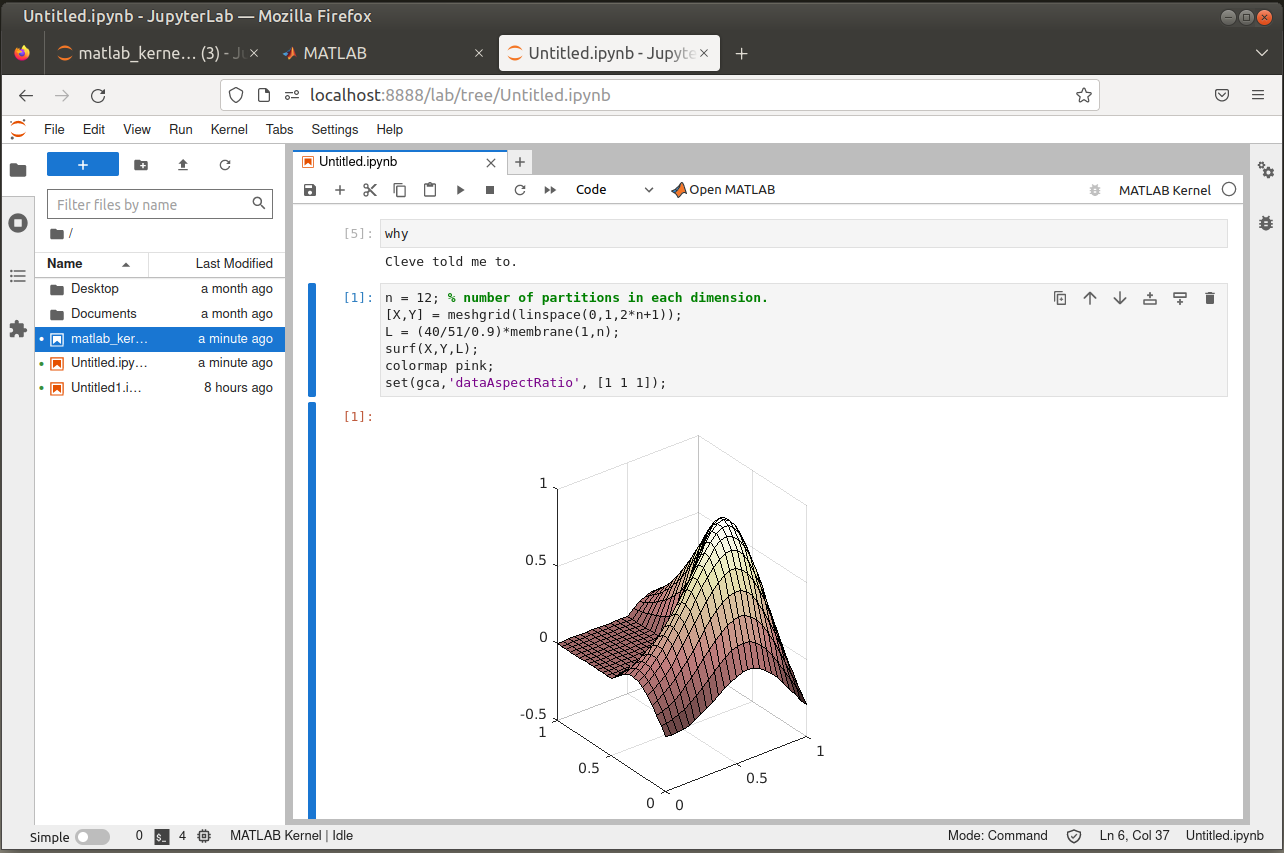 Untitled.ipynb - JupyterLab — Mozilla Firefox
matlab_kerne… (3) - Ju
MATLAB
Untitled.ipynb - Jupyte
localhost:8888/lab/tree/Untitled.ipynb
File Edit View Run Kernel Tabs Settings Help
Filter files by name
/
Name Last Modified
Desktop a month ago
Documents a month ago
matlab_ker… a minute ago
Untitled.ipy… a minute ago
Untitled1.i… 8 hours ago
Untitled.ipynb
Code Open MATLAB MATLAB Kernel
[5]: why
Cleve told me to.
[1]: n = 12; % number of partitions in each dimension.
[X,Y] = meshgrid(linspace(0,1,2*n+1));
L = (40/51/0.9)*membrane(1,n);
surf(X,Y,L);
colormap pink;
set(gca,'dataAspectRatio', [1 1 1]);
[1]:
1
0.5
0
-0.5
1
0.5
0
0
0.5
1
Simple 0 $_ 4 MATLAB Kernel | Idle Mode: Command Ln 6, Col 37 Untitled.ipynb